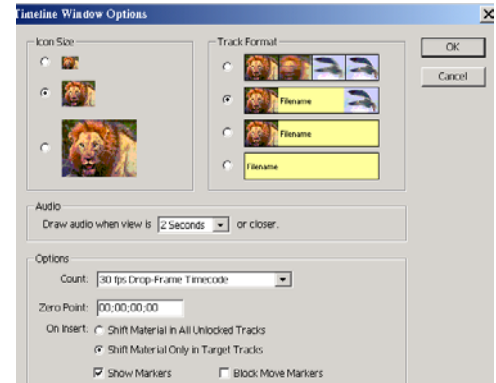 Timeline Window Options
Icon Size
Track Format
Filename
Filename
Filename
OK
Cancel
Audio
Draw audio when view is 2 Seconds or closer.
Options
Count: 30 fps Drop-Frame Timecode
Zero Point: 00;00;00;00
On Insert: Shift Material in All Unlocked Tracks
Shift Material Only in Target Tracks
Show Markers Block Move Markers